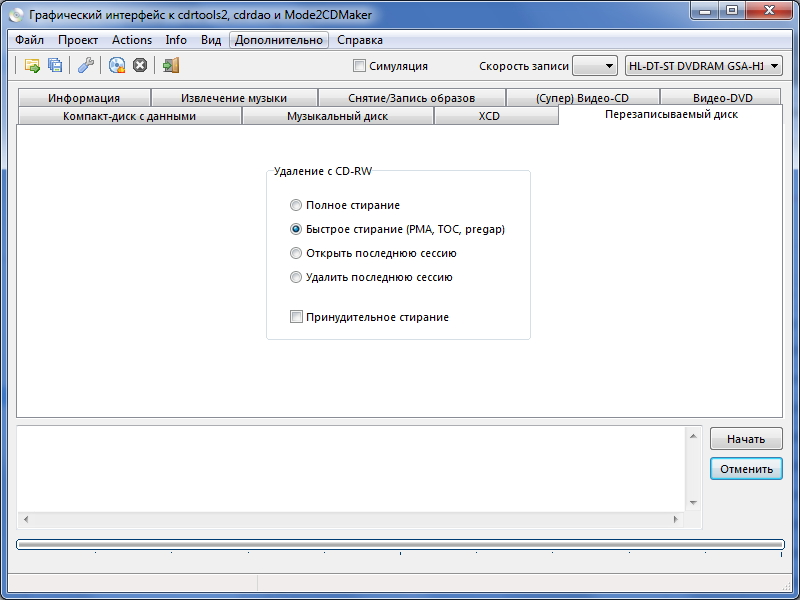 Графический интерфейс к cdrtools2, cdrdao и Mode2CDMaker
Файл Проект Actions Info Вид Дополнительно Справка
Симуляция Скорость записи HL-DT-ST DVDRAM GSA-H1
Информация Извлечение музыки Снятие/Запись образов (Супер) Видео-CD Видео-DVD
Компакт-диск с данными Музыкальный диск XCD Перезаписываемый диск
Удаление с CD-RW
Полное стирание
Быстрое стирание (PMA, TOC, pregap)
Открыть последнюю сессию
Удалить последнюю сессию
Принудительное стирание
Начать
Отменить